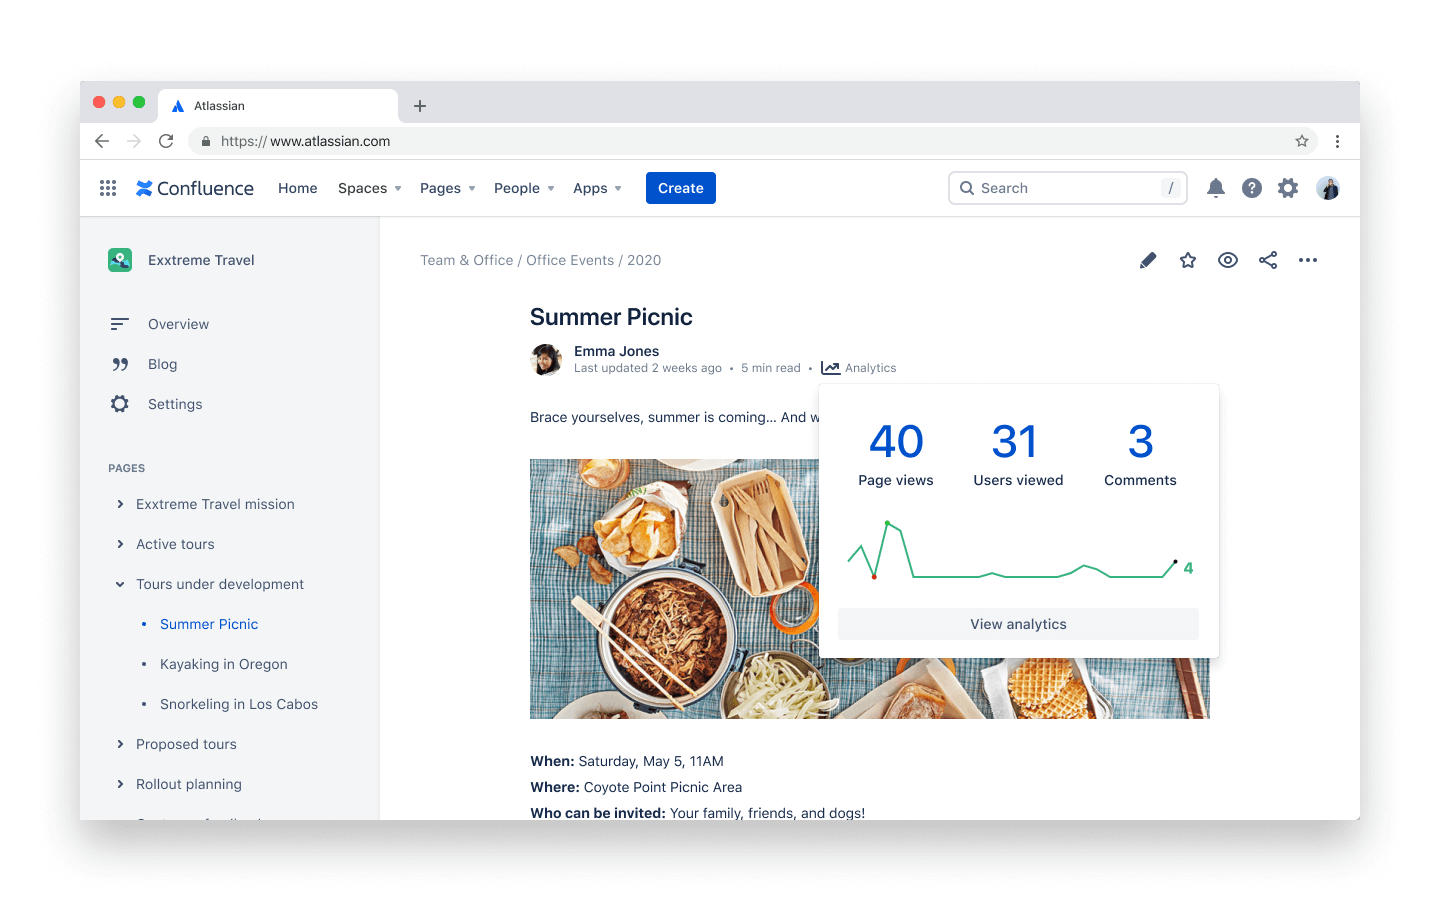 Atlassian
https://www.atlassian.com
Confluence Home Spaces Pages People Apps Create Search /
Exxtreme Travel
Overview
Blog
Settings
PAGES
Exxtreme Travel mission
Active tours
Tours under development
Summer Picnic
Kayaking in Oregon
Snorkeling in Los Cabos
Proposed tours
Rollout planning
Team & Office / Office Events / 2020
Summer Picnic
Emma Jones
Last updated 2 weeks ago • 5 min read • Analytics
Brace yourselves, summer is coming... And
40 31 3
Page views Users viewed Comments
4
View analytics
When: Saturday, May 5, 11AM
Where: Coyote Point Picnic Area
Who can be invited: Your family, friends, and dogs!